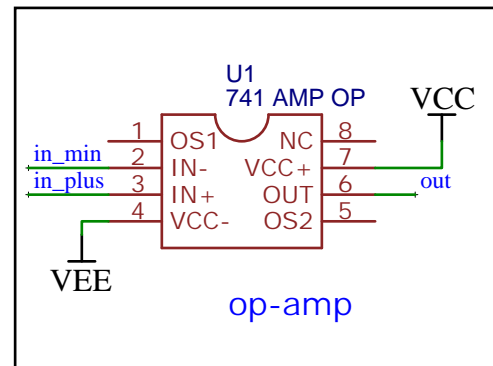 U1
741 AMP OP
VCC
1 OS1 NC 8
in_min 2 IN- VCC+ 7
in_plus 3 IN+ OUT 6 out
4 VCC- OS2 5
VEE
op-amp